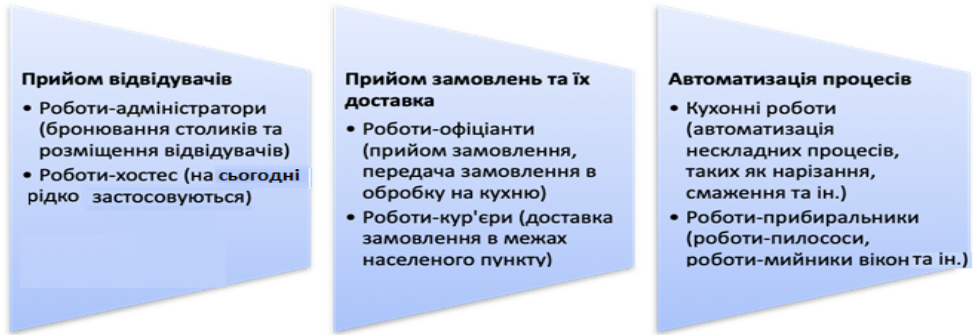 Прийом відвідувачів
• Роботи-адміністратори
(бронювання столиків та
розміщення відвідувачів)
• Роботи-хостес (на сьогодні
рідко застосовуються)
Прийом замовлень та їх
доставка
• Роботи-офіціанти
(прийом замовлення,
передача замовлення в
обробку на кухню)
• Роботи-кур'єри (доставка
замовлення в межах
населеного пункту)
Автоматизація процесів
• Кухонні роботи
(автоматизація
нескладних процесів,
таких як нарізання,
смаження та ін.)
• Роботи-прибиральники
(роботи-пилососи,
роботи-мийники вікон та ін.)